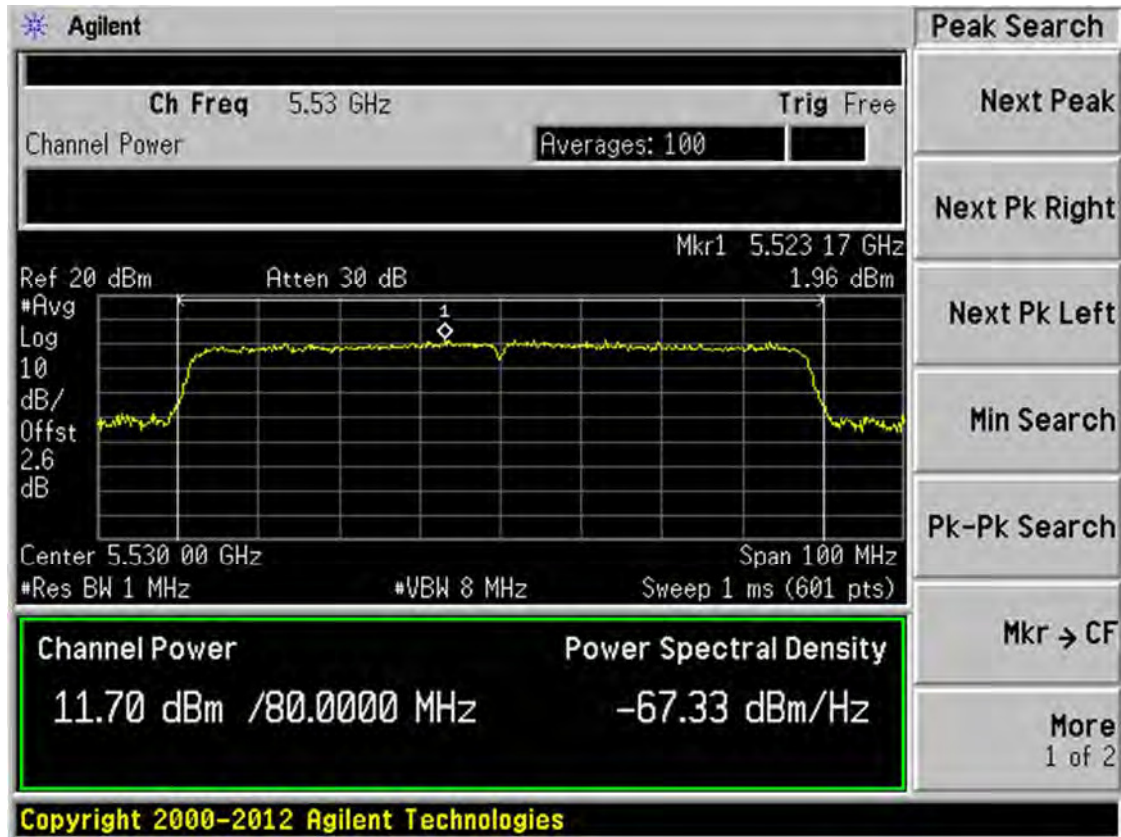 Agilent
Peak Search
Ch Freq 5.53 GHz Trig Free
Channel Power Averages: 100
Next Peak
Next Pk Right
Mkr1 5.523 17 GHz
Ref 20 dBm Atten 30 dB 1.96 dBm
#Avg
Log
10
dB/
Offst
2.6
dB
1
Next Pk Left
Min Search
Pk-Pk Search
Center 5.530 00 GHz Span 100 MHz
#Res BW 1 MHz #VBW 8 MHz Sweep 1 ms (601 pts)
Channel Power Power Spectral Density
11.70 dBm /80.0000 MHz -67.33 dBm/Hz
Mkr → CF
More
1 of 2
Copyright 2000-2012 Agilent Technologies